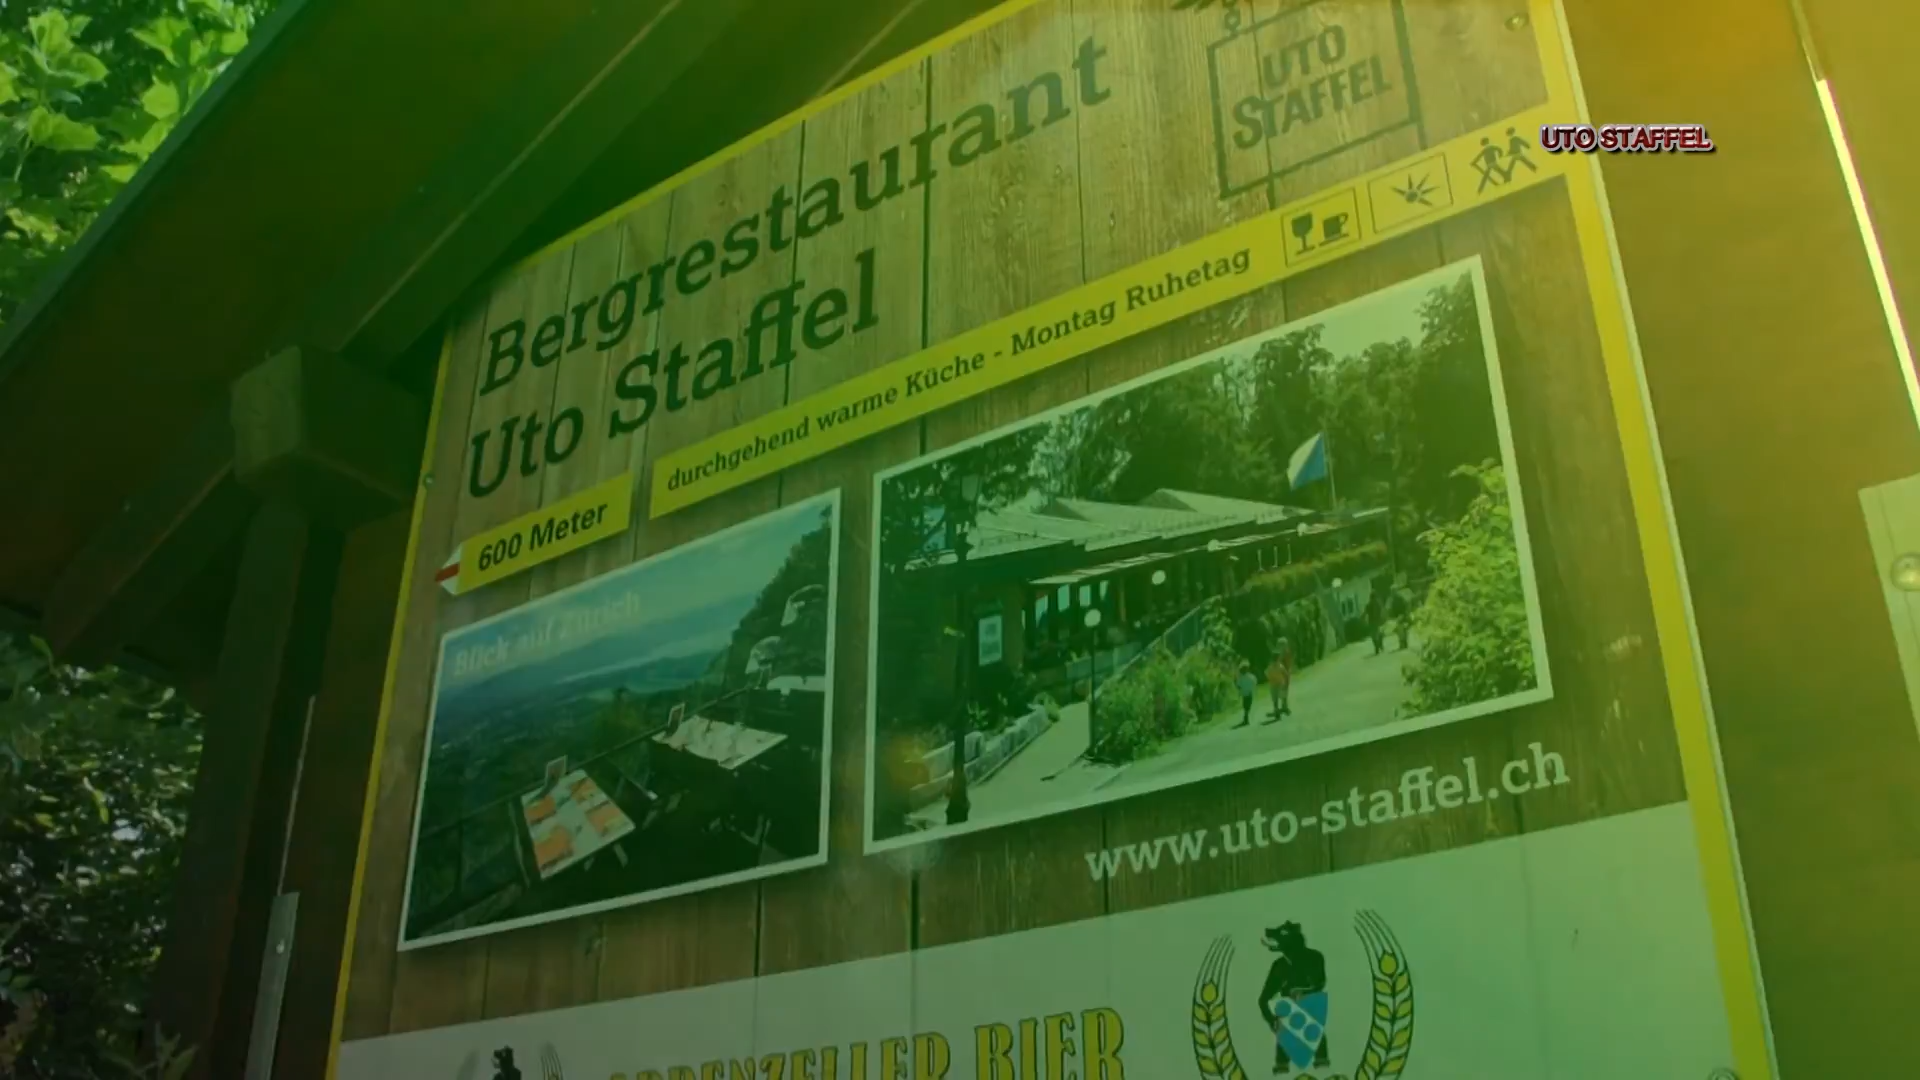 UTO
STAFFEL
UTO STAFFEL
Bergrestaurant
Uto Staffel
durchgehend warme Küche - Montag Ruhetag
600 Meter
Blick auf Zürich
www.uto-staffel.ch
APPENZELLER BIER